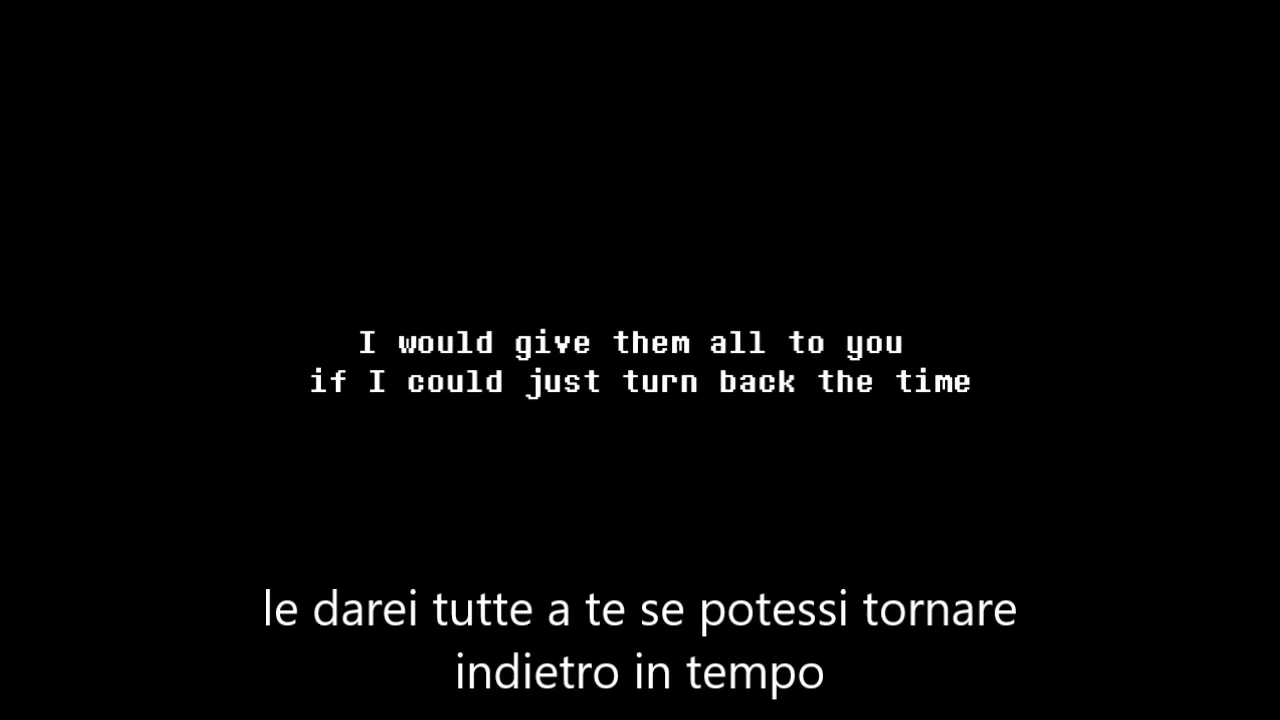 I would give them all to you
if I could just turn back the time
le darei tutte a te se potessi tornare
indietro in tempo